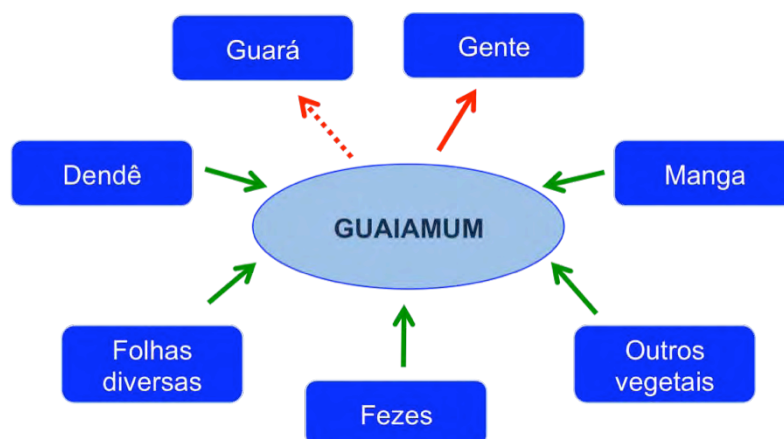 Guará
Gente
Dendê
Manga
GUAIAMUM
Folhas
diversas
Fezes
Outros
vegetais